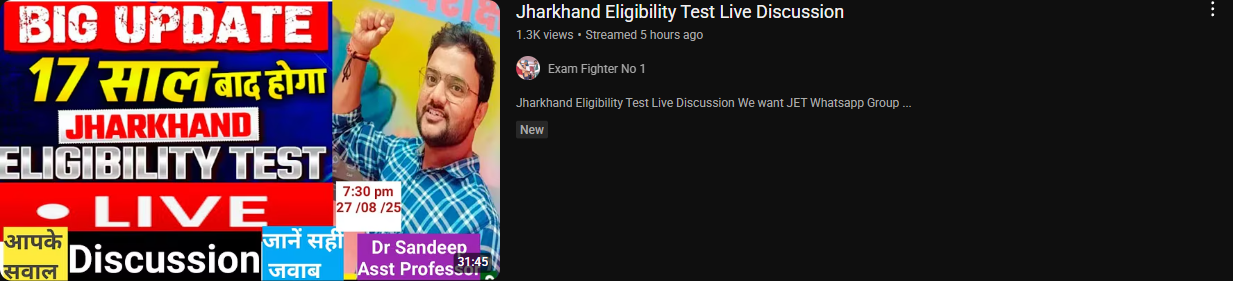 BIG UPDATE
17 साल बाद होगा
JHARKHAND
ELIGIBILITY TEST
LIVE
7:30 pm
27 /08 /25
आपके
सवाल
Discussion
जानें सही
जवाब
Dr Sandeep
Asst Professor
31:45
Jharkhand Eligibility Test Live Discussion
1.3K views • Streamed 5 hours ago
Exam Fighter No 1
Jharkhand Eligibility Test Live Discussion We want JET Whatsapp Group ...
New